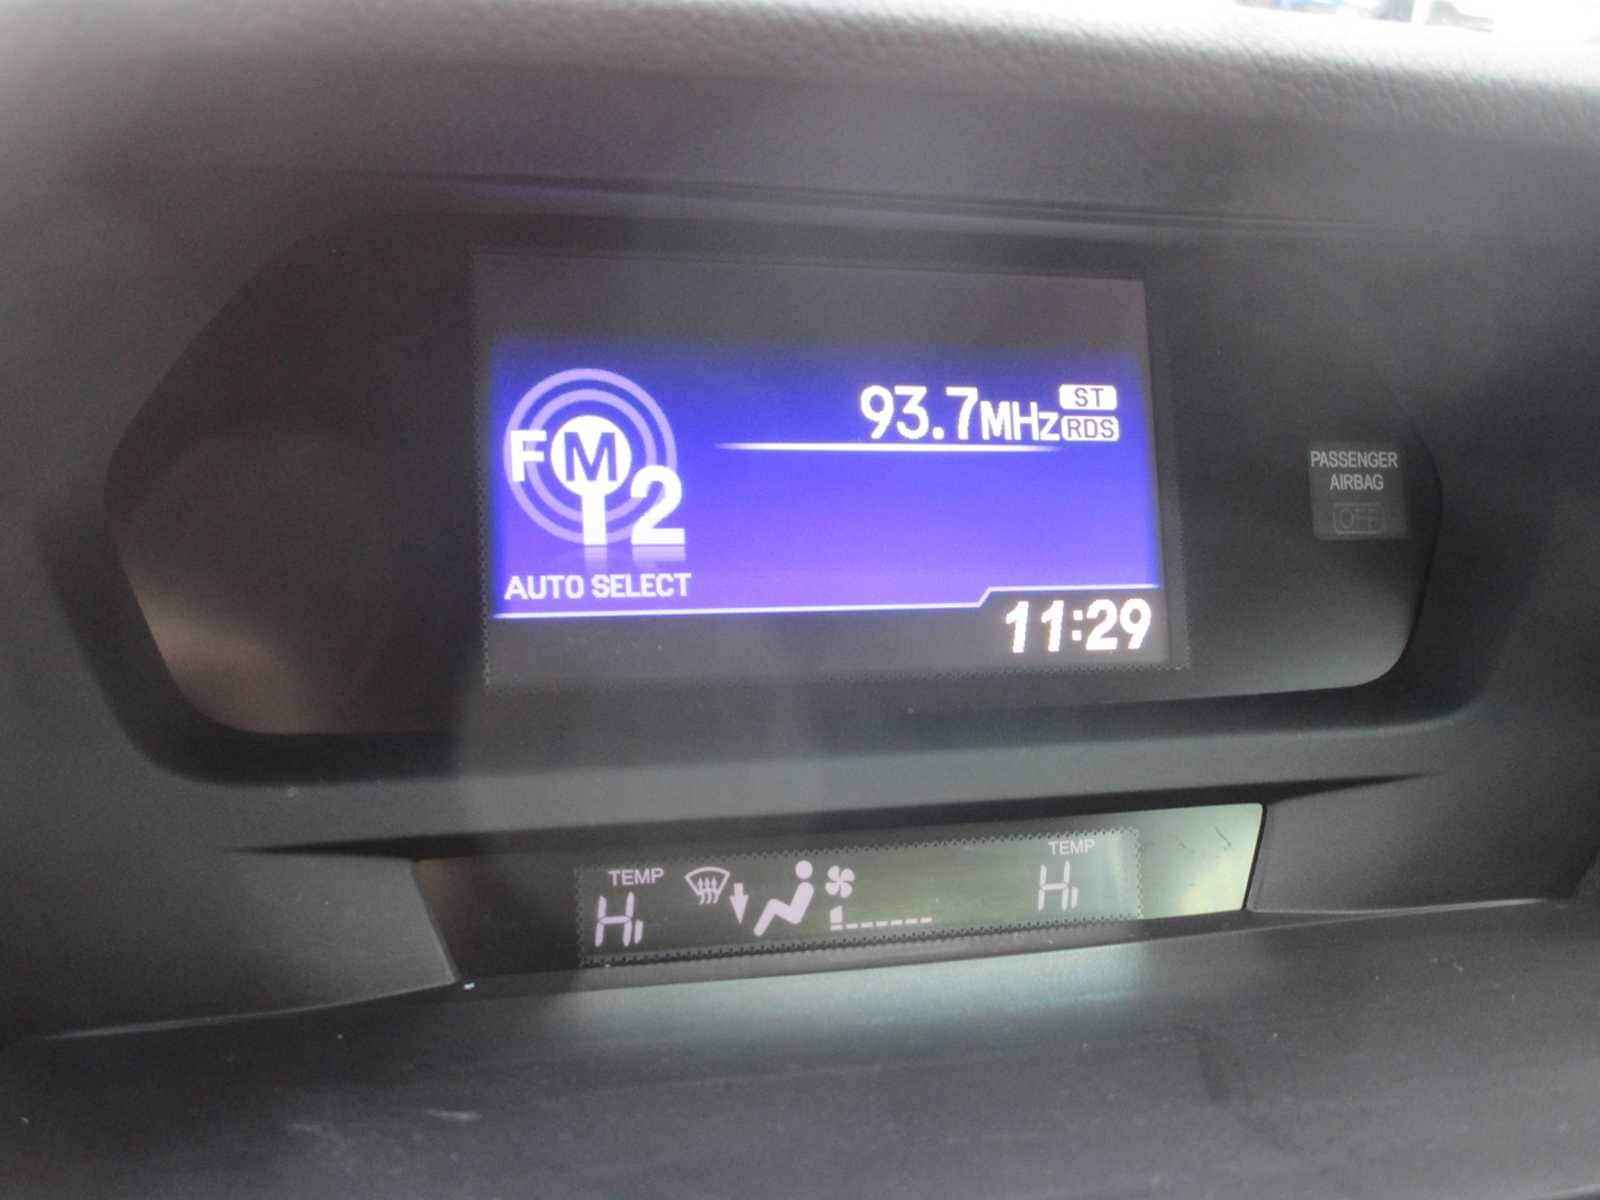 93.7MHz ST
RDS
FM
2
AUTO SELECT
11:29
PASSENGER
AIRBAG
OFF
TEMP
Hi
TEMP
Hi